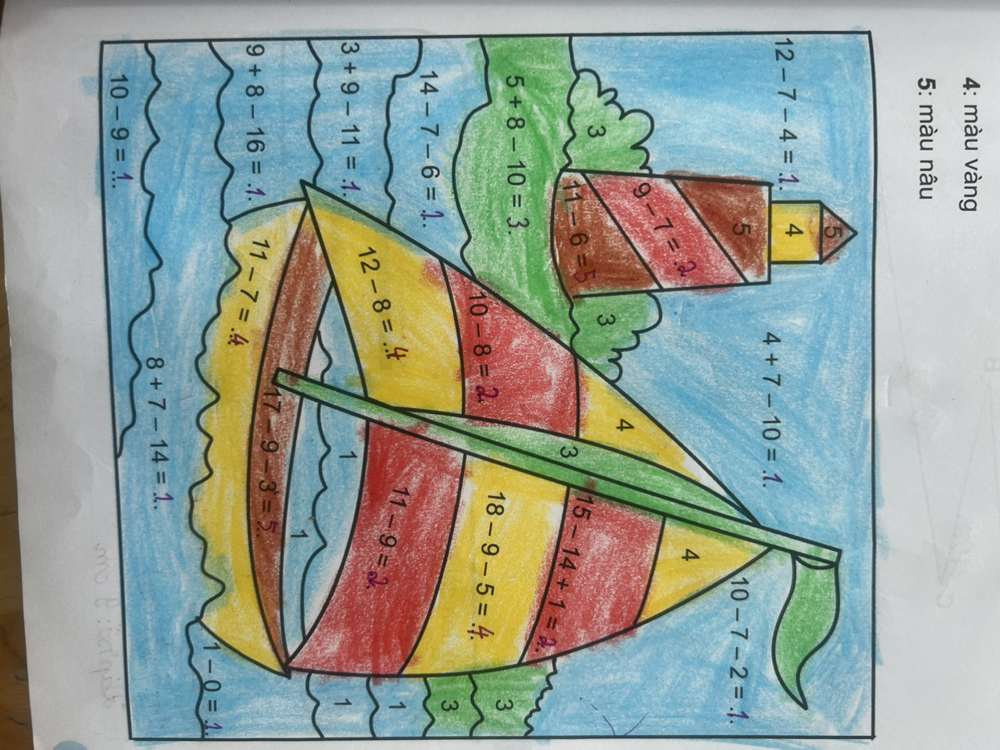 4: màu vàng
5: màu nâu
12 – 7 – 4 = 1
5
4
4 + 7 – 10 = 1
10 – 7 – 2 = 1
5
9 – 7 = 2
11 – 6 = 5
3
3
5 + 8 – 10 = 3
4
4
3
10 – 8 = 2
15 – 14 + 1 = 2
14 – 7 – 6 = 1
12 – 8 = 4
18 – 9 – 5 = 4
3
3
3 + 9 – 11 = 1
11 – 9 = 2
1
1
1
1
9 + 8 – 16 = 1
11 – 7 = 4
17 – 9 – 3 = 5
10 – 9 = 1
8 + 7 – 14 = 1
1 – 0 = 1